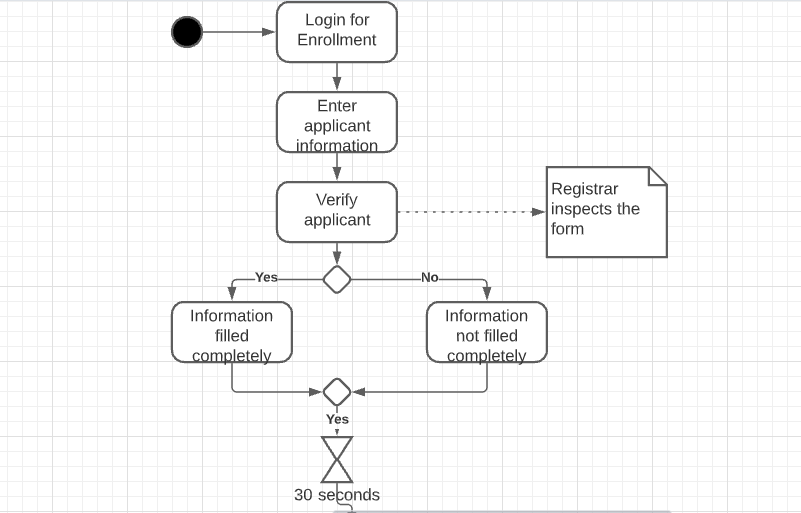 Login for
Enrollment
Enter
applicant
information
Verify
applicant
Registrar
inspects the
form
Yes
No
Information
filled
completely
Information
not filled
completely
Yes
30 seconds